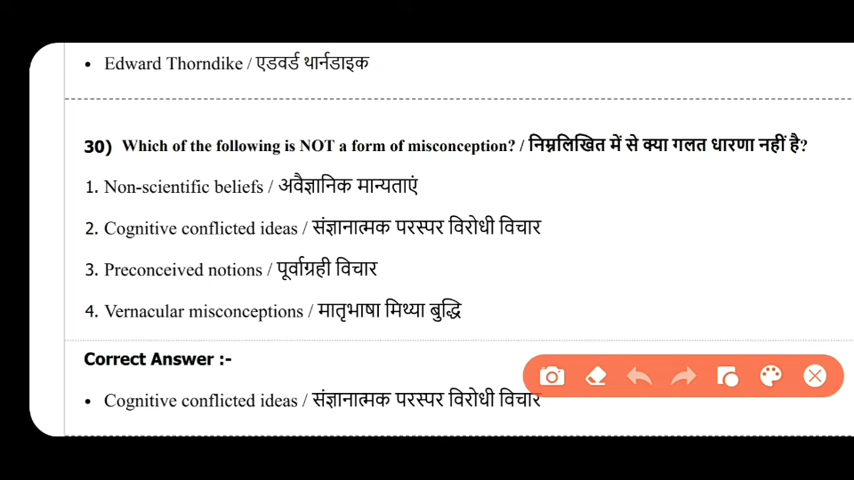 • Edward Thorndike / एडवर्ड थार्नडाइक
30) Which of the following is NOT a form of misconception? / निम्नलिखित में से क्या गलत धारणा नहीं है?
1. Non-scientific beliefs / अवैज्ञानिक मान्यताएं
2. Cognitive conflicted ideas / संज्ञानात्मक परस्पर विरोधी विचार
3. Preconceived notions / पूर्वाग्रही विचार
4. Vernacular misconceptions / मातृभाषा मिथ्या बुद्धि
Correct Answer :-
• Cognitive conflicted ideas / संज्ञानात्मक परस्पर विरोधी विचार